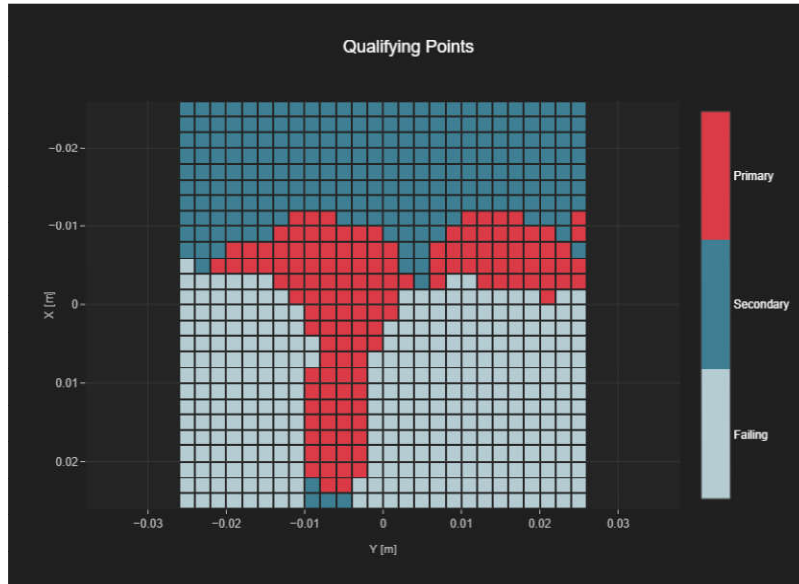 Qualifying Points
−0.02
−0.01
0
0.01
0.02
X [m]
−0.03
−0.02
−0.01
0
0.01
0.02
0.03
Y [m]
Primary
Secondary
Failing